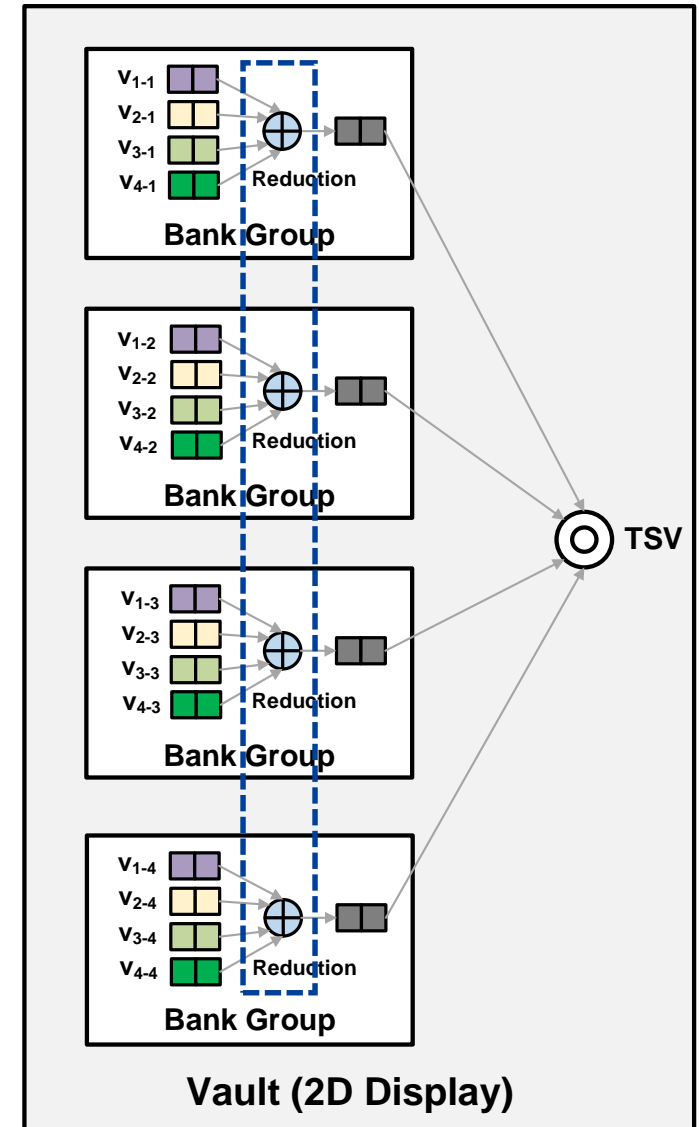 V1-1
V2-1
V3-1
V4-1
Reduction
Bank Group
V1-2
V2-2
V3-2
V4-2
Reduction
Bank Group
TSV
V1-3
V2-3
V3-3
V4-3
Reduction
Bank Group
V1-4
V2-4
V3-4
V4-4
Reduction
Bank Group
Vault (2D Display)